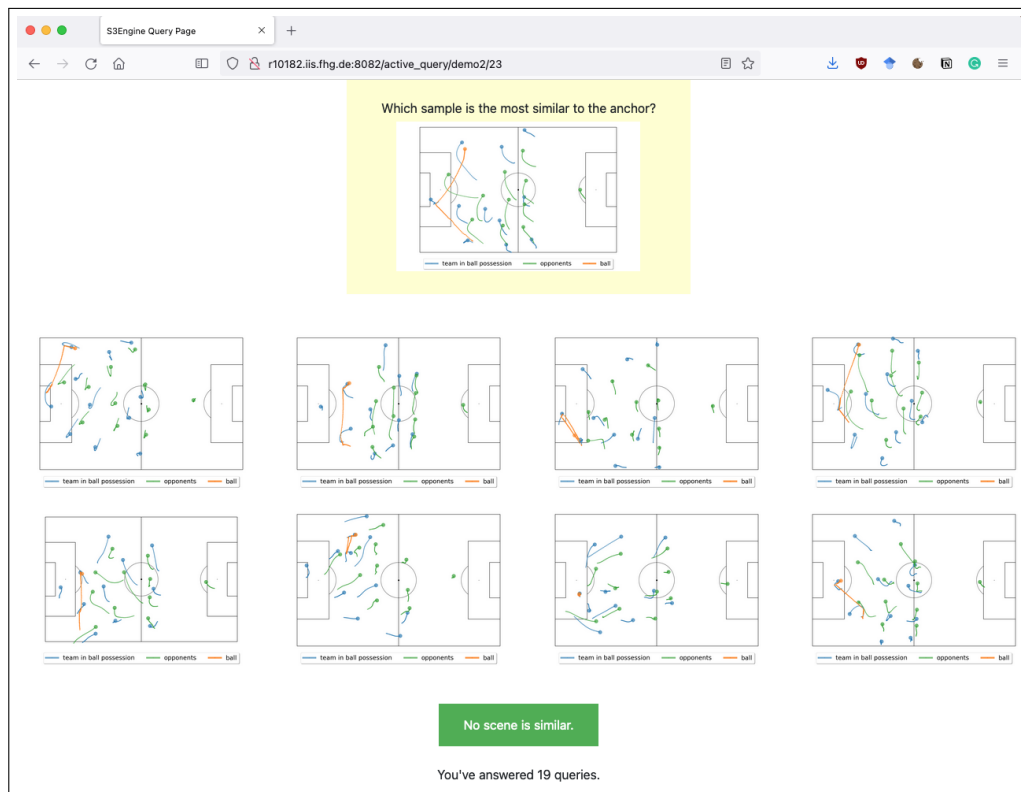 S3Engine Query Page
r10182.iis.fhg.de:8082/active_query/demo2/23
Which sample is the most similar to the anchor?
team in ball possession opponents ball
team in ball possession opponents ball
team in ball possession opponents ball
team in ball possession opponents ball
team in ball possession opponents ball
team in ball possession opponents ball
team in ball possession opponents ball
team in ball possession opponents ball
team in ball possession opponents ball
No scene is similar.
You've answered 19 queries.